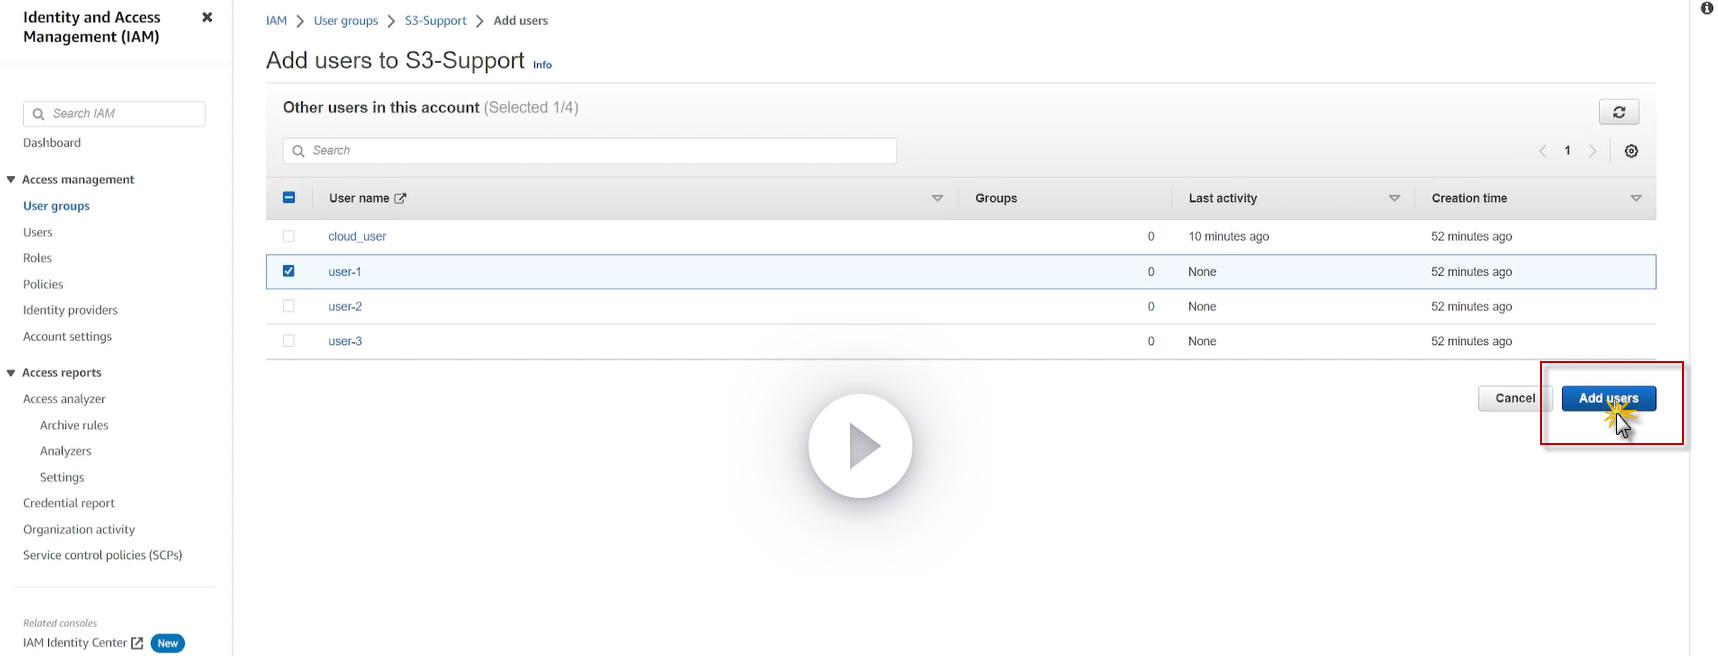 Identity and Access
Management (IAM)
Search IAM
Dashboard
Access management
User groups
Users
Roles
Policies
Identity providers
Account settings
Access reports
Access analyzer
Archive rules
Analyzers
Settings
Credential report
Organization activity
Service control policies (SCPs)
Related consoles
IAM Identity Center New
IAM > User groups > S3-Support > Add users
Add users to S3-Support Info
Other users in this account (Selected 1/4)
Search
1
User name Groups Last activity Creation time
cloud_user 0 10 minutes ago 52 minutes ago
user-1 0 None 52 minutes ago
user-2 0 None 52 minutes ago
user-3 0 None 52 minutes ago
Cancel Add users